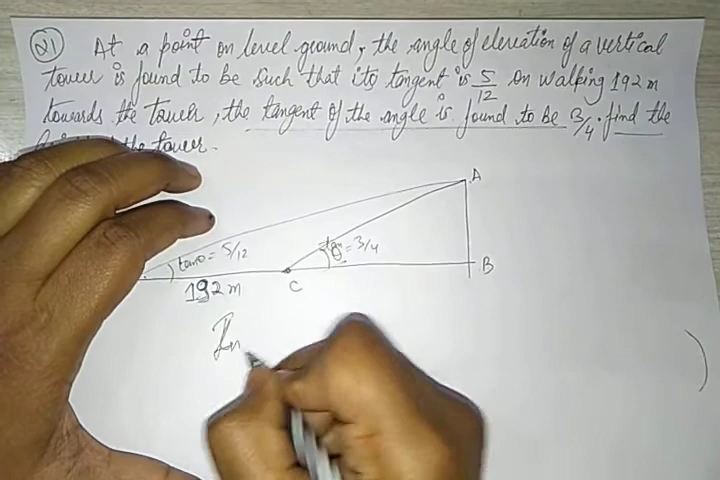 Q1 At a point on level ground, the angle of elevation of a vertical
tower is found to be such that its tangent is 5/12 on walking 192 m
towards the tower, the tangent of the angle is found to be 3/4. find the
the tower.
A
tanθ = 5/12
θ = 3/4
B
192 m
C
In